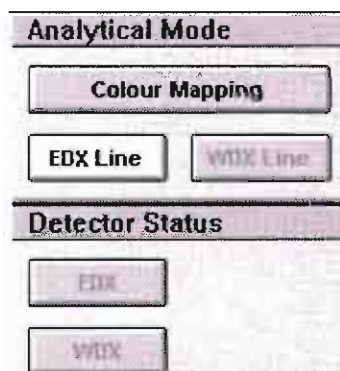 Analytical Mode
Colour Mapping
EDX Line WDX Line
Detector Status
EDX
WDX